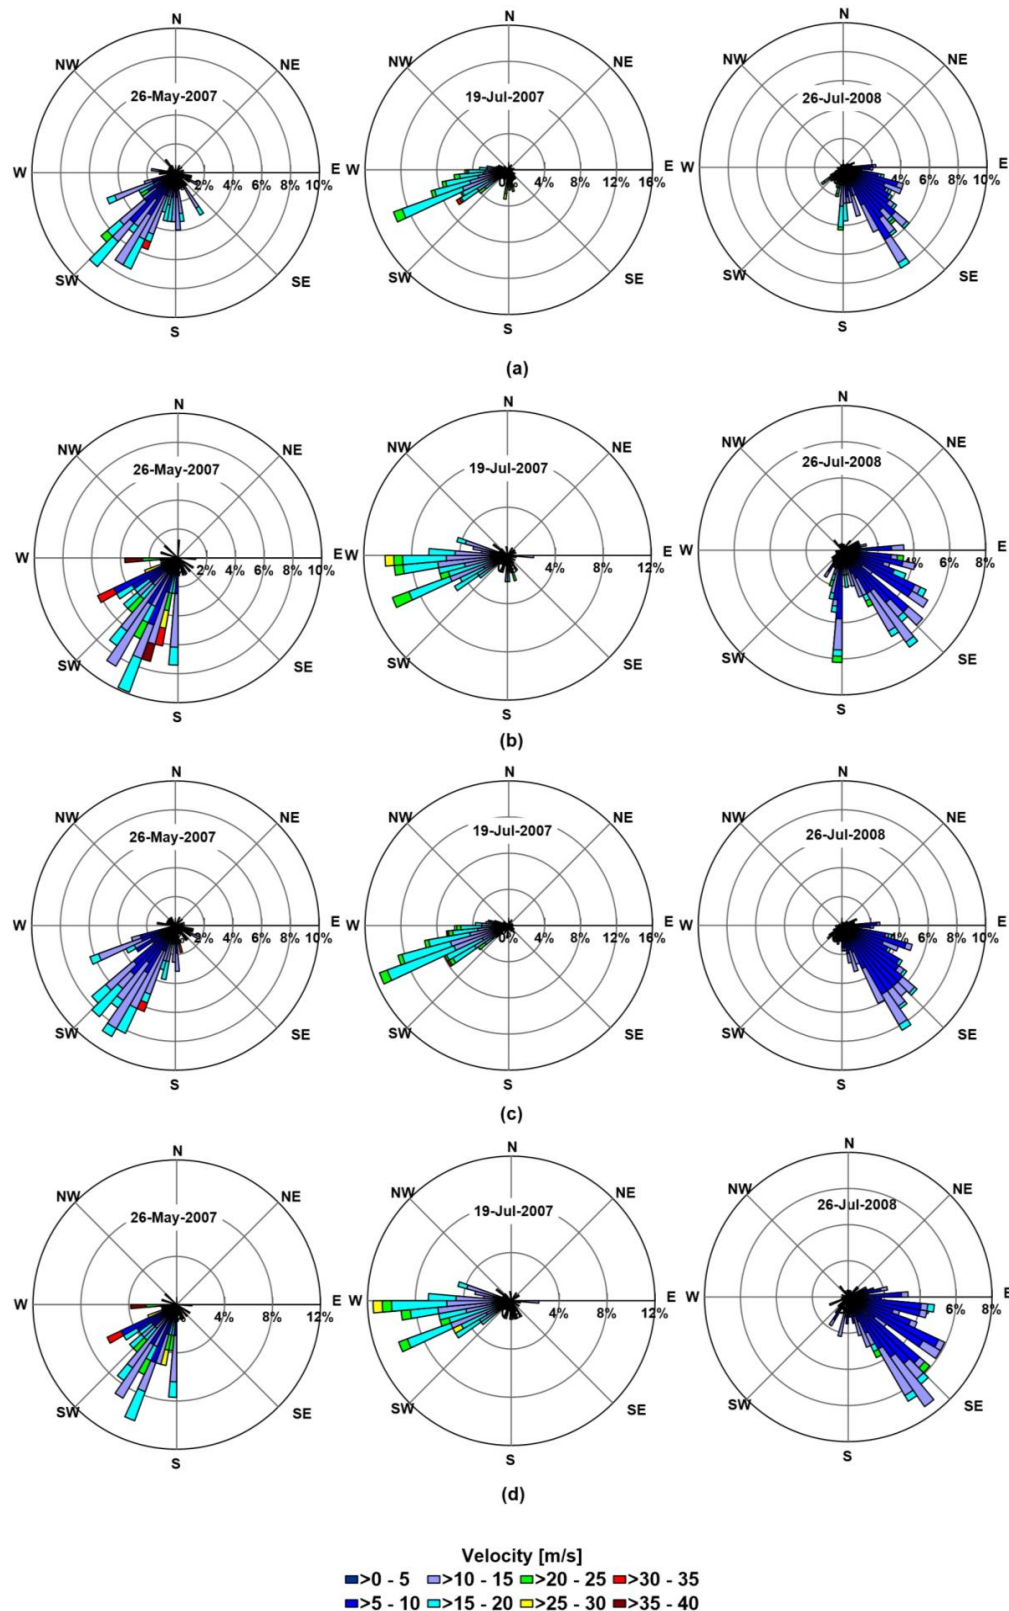 N N N
NW NE NW NE NW NE
26-May-2007 19-Jul-2007 26-Jul-2008
W E W E W E
2% 4% 6% 8% 10% 0% 4% 8% 12% 16% 4% 6% 8% 10%
SW SE SW SE SW SE
S S S
(a)
N N N
NW NE NW NE NW NE
26-May-2007 19-Jul-2007 26-Jul-2008
W E W E W E
2% 4% 6% 8% 10% 4% 8% 12% 4% 6% 8%
SW SE SW SE SW SE
S S S
(b)
N N N
NW NE NW NE NW NE
26-May-2007 19-Jul-2007 26-Jul-2008
W E W E W E
2% 4% 6% 8% 10% 0% 4% 8% 12% 16% 4% 6% 8% 10%
SW SE SW SE SW SE
S S S
(c)
N N N
NW NE NW NE NW NE
26-May-2007 19-Jul-2007 26-Jul-2008
W E W E W E
4% 8% 12% 4% 8% 12% 6% 8%
SW SE SW SE SW SE
S S S
(d)
Velocity [m/s]
>0 - 5 >10 - 15 >20 - 25 >30 - 35
>5 - 10 >15 - 20 >25 - 30 >35 - 40